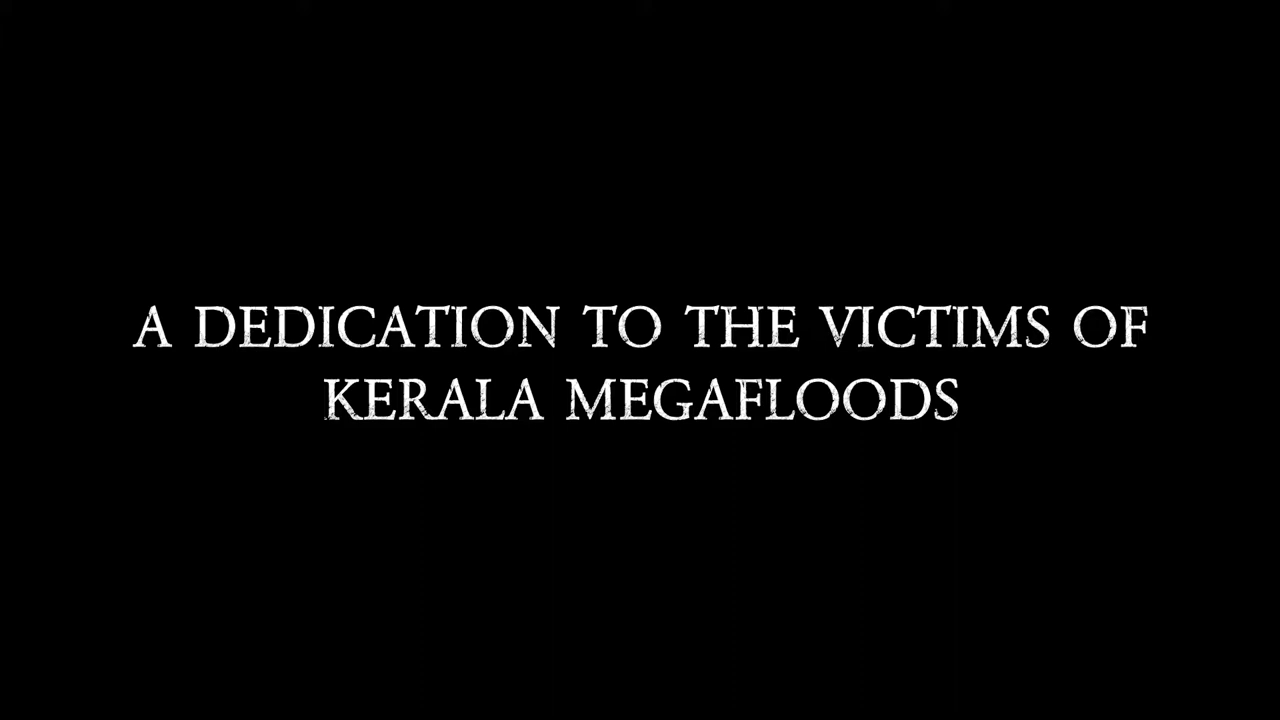 A DEDICATION TO THE VICTIMS OF
KERALA MEGAFLOODS